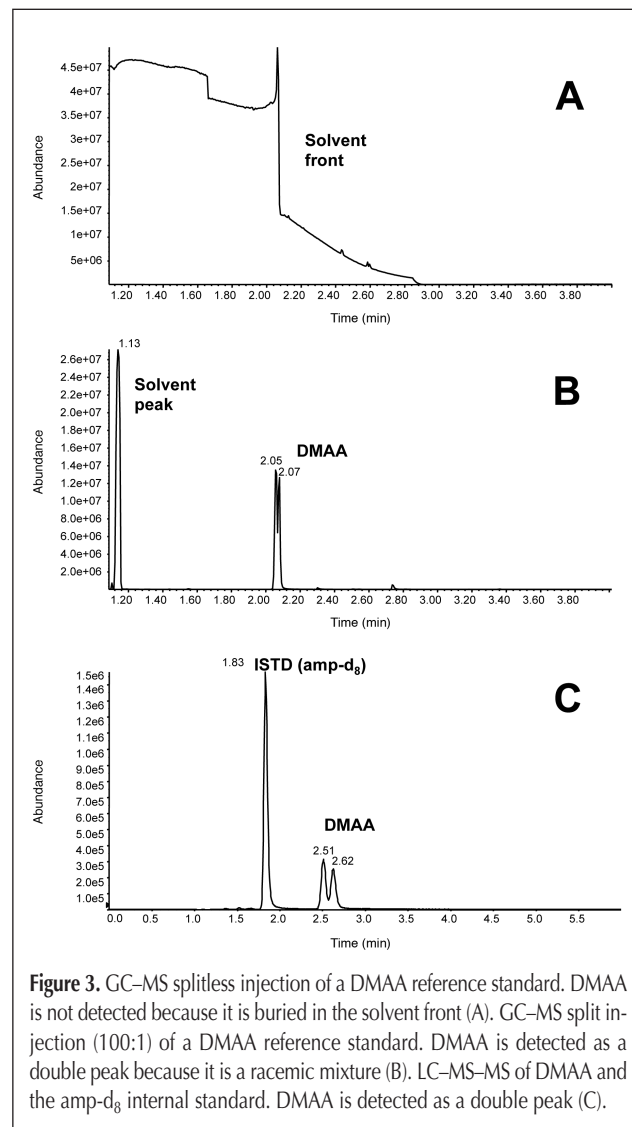 A
4.5e+07
4e+07
3.5e+07
3e+07
2.5e+07
2e+07
1.5e+07
1e+07
5e+06
Abundance
Solvent
front
1.20 1.40 1.60 1.80 2.00 2.20 2.40 2.60 2.80 3.00 3.20 3.40 3.60 3.80
Time (min)
B
1.13
2.6e+07
2.4e+07
2.2e+07
2.0e+07
1.8e+07
1.6e+07
1.4e+07
1.2e+07
1.0e+07
8.0e+06
6.0e+06
4.0e+06
2.0e+06
Abundance
Solvent
peak
DMAA
2.05
2.07
1.20 1.40 1.60 1.80 2.00 2.20 2.40 2.60 2.80 3.00 3.20 3.40 3.60 3.80
Time (min)
C
1.83 ISTD (amp-d₈)
1.5e6
1.4e6
1.3e6
1.2e6
1.1e6
1.0e6
9.0e5
8.0e5
7.0e5
6.0e5
5.0e5
4.0e5
3.0e5
2.0e5
1.0e5
Abundance
DMAA
2.51
2.62
0.0 0.5 1.0 1.5 2.0 2.5 3.0 3.5 4.0 4.5 5.0 5.5
Time (min)
Figure 3. GC–MS splitless injection of a DMAA reference standard. DMAA
is not detected because it is buried in the solvent front (A). GC–MS split in-
jection (100:1) of a DMAA reference standard. DMAA is detected as a
double peak because it is a racemic mixture (B). LC–MS–MS of DMAA and
the amp-d₈ internal standard. DMAA is detected as a double peak (C).